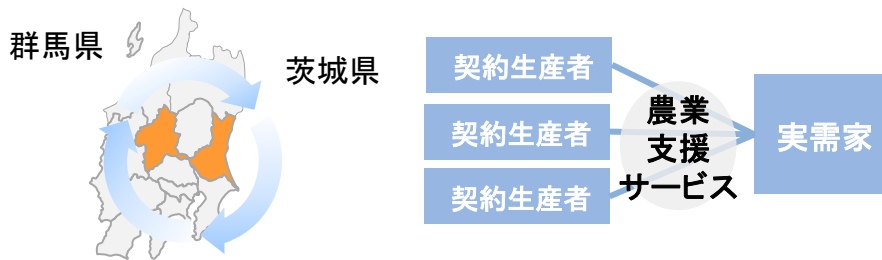 群馬県
茨城県
契約生産者
契約生産者
契約生産者
農業
支援
サービス
実需家